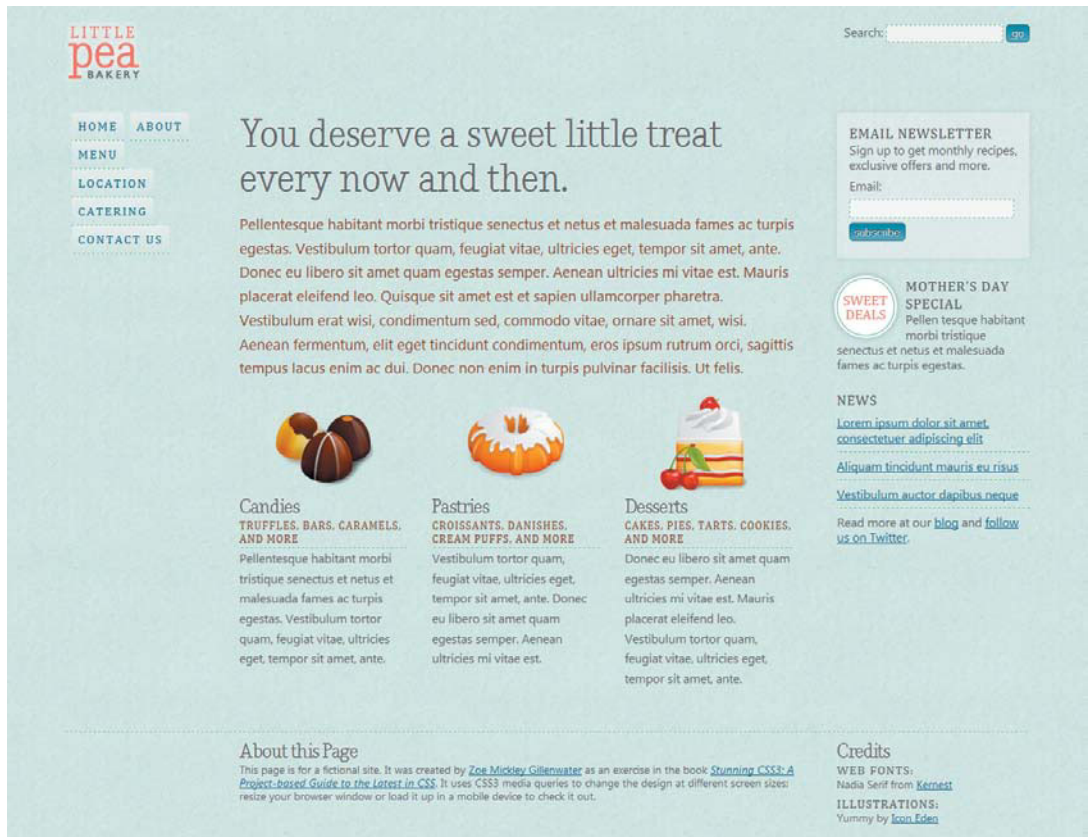 LITTLE
pea
BAKERY
Search:
go
HOME ABOUT
MENU
LOCATION
CATERING
CONTACT US
You deserve a sweet little treat
every now and then.
Pellentesque habitant morbi tristique senectus et netus et malesuada fames ac turpis
egestas. Vestibulum tortor quam, feugiat vitae, ultricies eget, tempor sit amet, ante.
Donec eu libero sit amet quam egestas semper. Aenean ultricies mi vitae est. Mauris
placerat eleifend leo. Quisque sit amet est et sapien ullamcorper pharetra.
Vestibulum erat wisi, condimentum sed, commodo vitae, ornare sit amet, wisi.
Aenean fermentum, elit eget tincidunt condimentum, eros ipsum rutrum orci, sagittis
tempus lacus enim ac dui. Donec non enim in turpis pulvinar facilisis. Ut felis.
Candies
TRUFFLES, BARS, CARAMELS,
AND MORE
Pellentesque habitant morbi
tristique senectus et netus et
malesuada fames ac turpis
egestas. Vestibulum tortor
quam, feugiat vitae, ultricies
eget, tempor sit amet, ante.
Pastries
CROISSANTS, DANISHES,
CREAM PUFFS, AND MORE
Vestibulum tortor quam,
feugiat vitae, ultricies eget,
tempor sit amet, ante. Donec
eu libero sit amet quam
egestas semper. Aenean
ultricies mi vitae est.
Desserts
CAKES, PIES, TARTS, COOKIES,
AND MORE
Donec eu libero sit amet quam
egestas semper. Aenean
ultricies mi vitae est. Mauris
placerat eleifend leo.
Vestibulum tortor quam,
feugiat vitae, ultricies eget,
tempor sit amet, ante.
EMAIL NEWSLETTER
Sign up to get monthly recipes,
exclusive offers and more.
Email:
subscribe
SWEET
DEALS
MOTHER'S DAY
SPECIAL
Pellen tesque habitant
morbi tristique
senectus et netus et malesuada
fames ac turpis egestas.
NEWS
Lorem ipsum dolor sit amet,
consectetuer adipiscing elit
Aliquam tincidunt mauris eu risus
Vestibulum auctor dapibus neque
Read more at our blog and follow
us on Twitter.
About this Page
This page is for a fictional site. It was created by Zoe Mickley Gillenwater as an exercise in the book Stunning CSS3: A
Project-based Guide to the Latest in CSS. It uses CSS3 media queries to change the design at different screen sizes;
resize your browser window or load it up in a mobile device to check it out.
Credits
WEB FONTS:
Nadia Serif from Kernest
ILLUSTRATIONS:
Yummy by Icon Eden